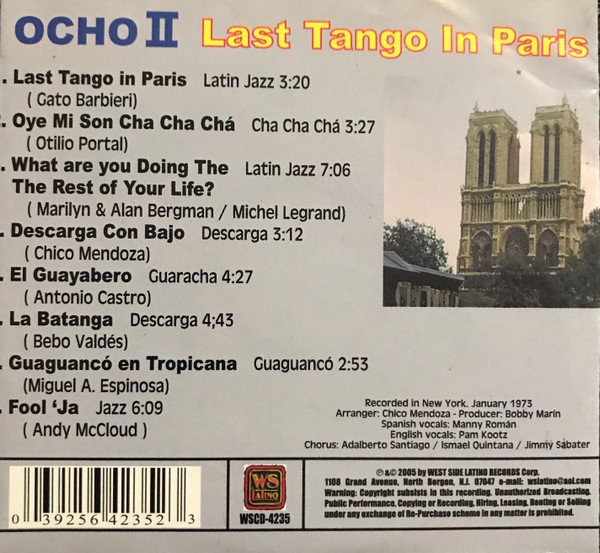 OCHO II Last Tango In Paris
. Last Tango in Paris Latin Jazz 3:20
( Gato Barbieri)
2. Oye Mi Son Cha Cha Chá Cha Cha Chá 3:27
( Otilio Portal)
. What are you Doing The Latin Jazz 7:06
The Rest of Your Life?
( Marilyn & Alan Bergman / Michel Legrand)
. Descarga Con Bajo Descarga 3:12
( Chico Mendoza)
. El Guayabero Guaracha 4:27
( Antonio Castro)
. La Batanga Descarga 4;43
( Bebo Valdés)
. Guaguancó en Tropicana Guaguancó 2:53
(Miguel A. Espinosa)
. Fool ‘Ja Jazz 6:09
( Andy McCloud )
Recorded in New York. January 1973
Arranger: Chico Mendoza - Producer: Bobby Marín
Spanish vocals: Manny Román
English vocals: Pam Kootz
Chorus: Adalberto Santiago / Ismael Quintana / Jimmy Sabater
0 39256 42352 3
WS
LATINO
WSCD-4235
℗ &© 2005 by WEST SIDE LATINO RECORDS Corp.
1108 Grand Avenue, North Bergen, N.J. 07047 e-mail: wslatino@aol.com
Warning: Copyright subsists in this recording. Unauthorized Broadcasting.
Public Performance, Copying or Recording, Hiring, Leasing, Renting or Selling
under any exchange of Re-Purchase scheme in any matter is prohibited.